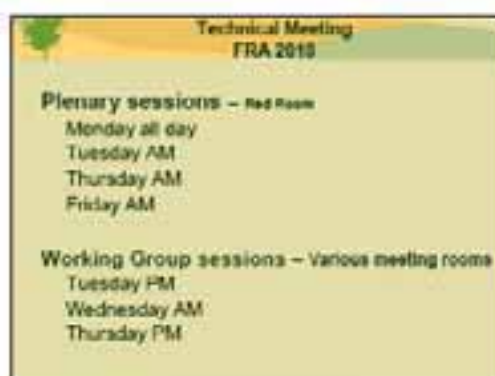 Technical Meeting
FRA 2010
Plenary sessions – Red Room
Monday all day
Tuesday AM
Thursday AM
Friday AM
Working Group sessions – Various meeting rooms
Tuesday PM
Wednesday AM
Thursday PM